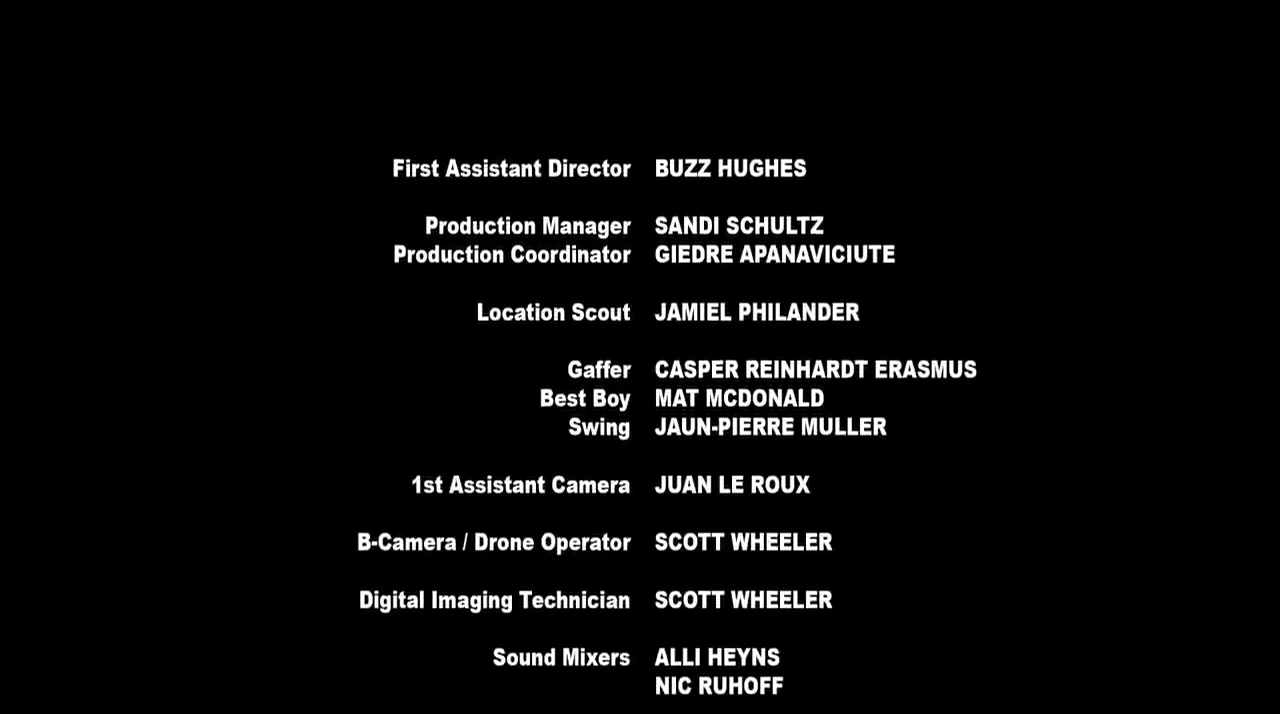 First Assistant Director BUZZ HUGHES
Production Manager SANDI SCHULTZ
Production Coordinator GIEDRE APANAVICIUTE
Location Scout JAMIEL PHILANDER
Gaffer CASPER REINHARDT ERASMUS
Best Boy MAT MCDONALD
Swing JAUN-PIERRE MULLER
1st Assistant Camera JUAN LE ROUX
B-Camera / Drone Operator SCOTT WHEELER
Digital Imaging Technician SCOTT WHEELER
Sound Mixers ALLI HEYNS
NIC RUHOFF